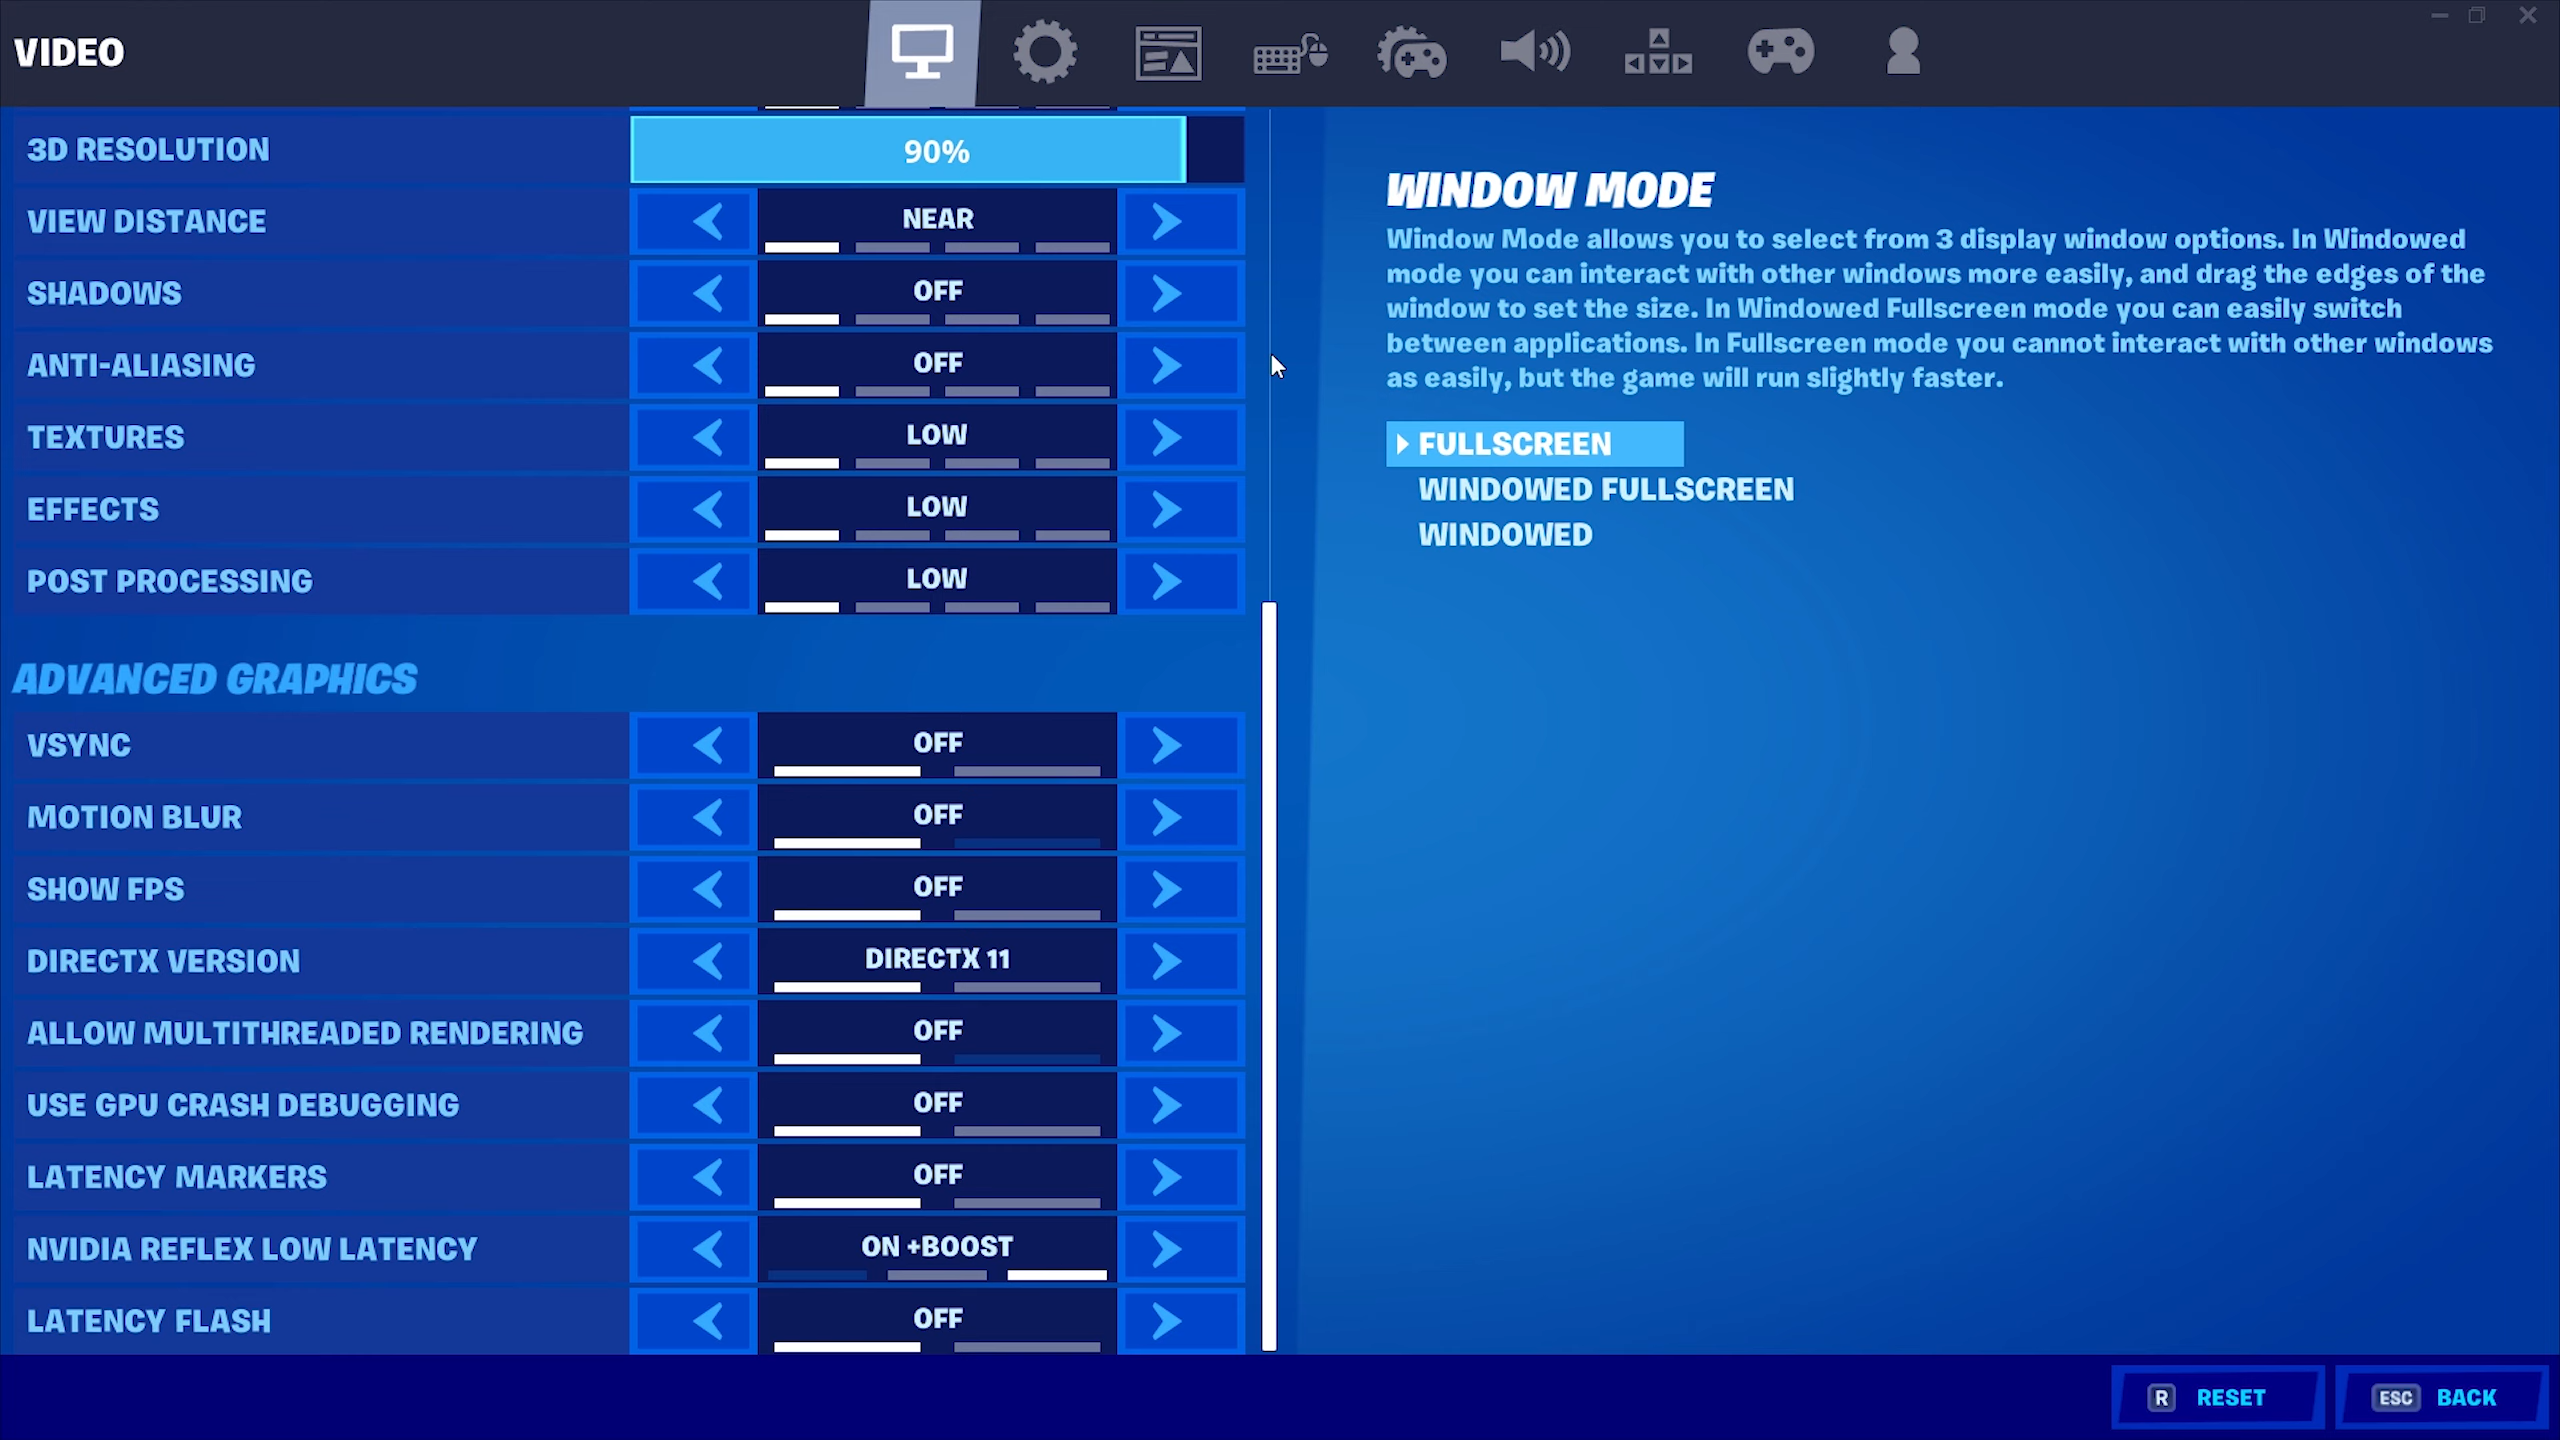 VIDEO
3D RESOLUTION 90%
VIEW DISTANCE NEAR
SHADOWS OFF
ANTI-ALIASING OFF
TEXTURES LOW
EFFECTS LOW
POST PROCESSING LOW
ADVANCED GRAPHICS
VSYNC OFF
MOTION BLUR OFF
SHOW FPS OFF
DIRECTX VERSION DIRECTX 11
ALLOW MULTITHREADED RENDERING OFF
USE GPU CRASH DEBUGGING OFF
LATENCY MARKERS OFF
NVIDIA REFLEX LOW LATENCY ON +BOOST
LATENCY FLASH OFF
WINDOW MODE
Window Mode allows you to select from 3 display window options. In Windowed
mode you can interact with other windows more easily, and drag the edges of the
window to set the size. In Windowed Fullscreen mode you can easily switch
between applications. In Fullscreen mode you cannot interact with other windows
as easily, but the game will run slightly faster.
FULLSCREEN
WINDOWED FULLSCREEN
WINDOWED
R RESET
ESC BACK